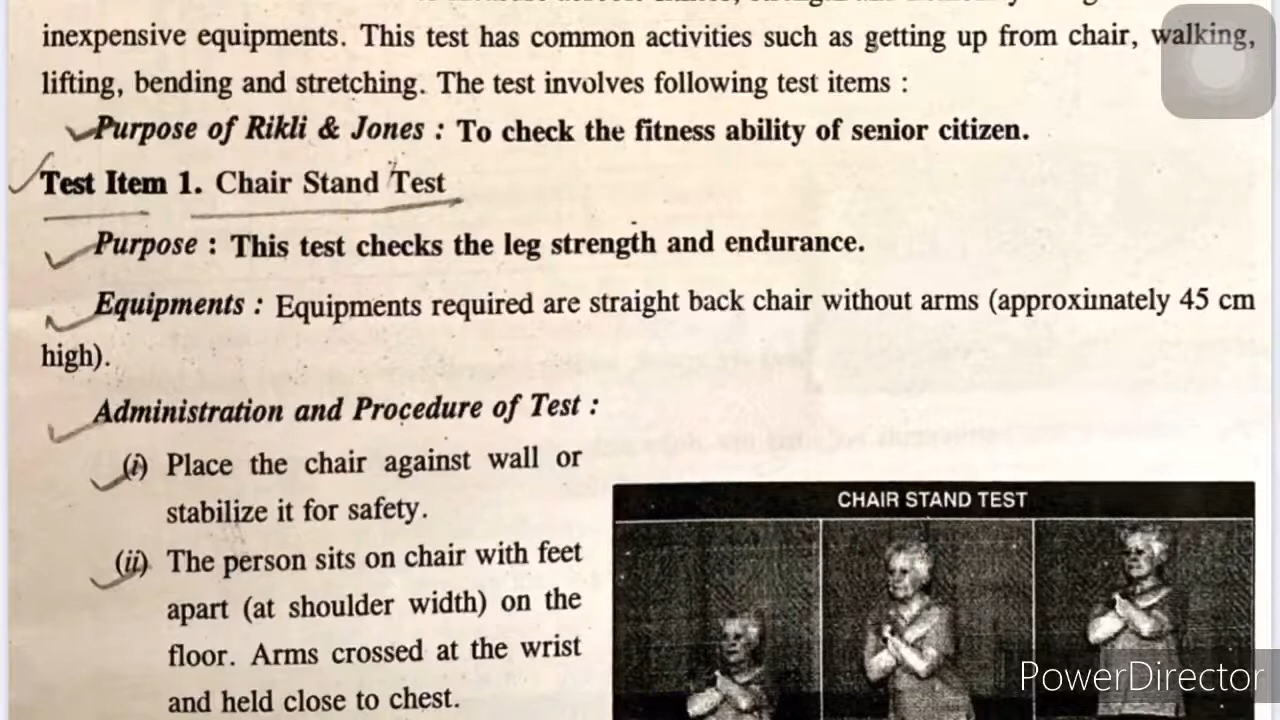 inexpensive equipments. This test has common activities such as getting up from chair, walking,
lifting, bending and stretching. The test involves following test items :
Purpose of Rikli & Jones : To check the fitness ability of senior citizen.
Test Item 1. Chair Stand Test
Purpose : This test checks the leg strength and endurance.
Equipments : Equipments required are straight back chair without arms (approximately 45 cm
high).
Administration and Procedure of Test :
(i) Place the chair against wall or
stabilize it for safety.
(ii) The person sits on chair with feet
apart (at shoulder width) on the
floor. Arms crossed at the wrist
and held close to chest.
CHAIR STAND TEST
PowerDirector